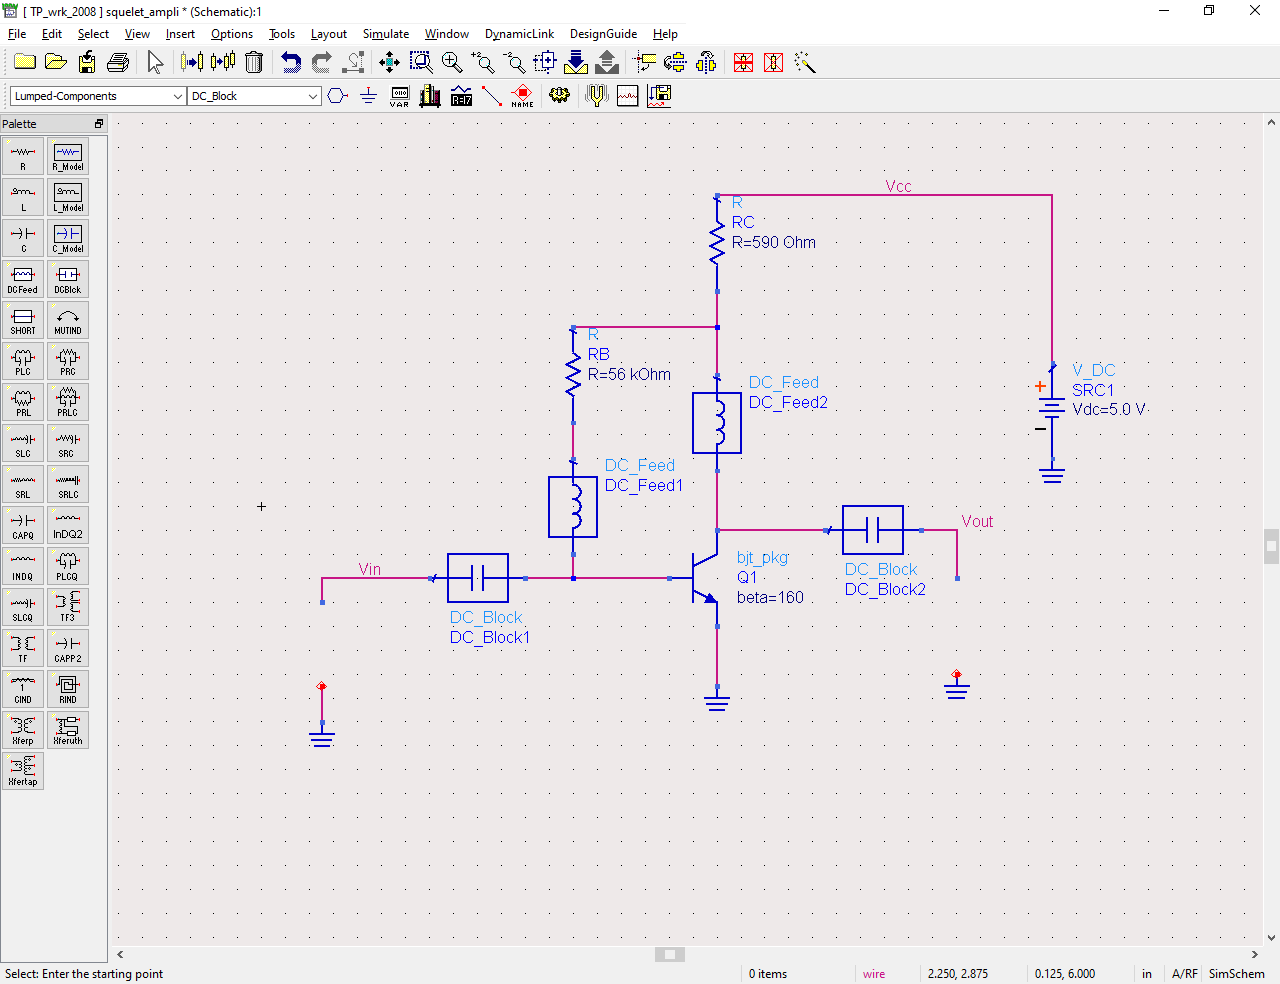 [ TP_wrk_2008 ] squelet_ampli * (Schematic):1
File Edit Select View Insert Options Tools Layout Simulate Window DynamicLink DesignGuide Help
Lumped-Components DC_Block VAR R=17 NAME
Palette
R R_Model
L L_Model
C C_Model
DCFeed DCBlck
SHORT MUTIND
PLC PRC
PRL PRLC
SLC SRC
SRL SRLC
CAPQ InDQ2
INDQ PLCQ
SLCQ TF3
TF CAPP2
CIND RIND
Xferp Xferuth
Xfertap
Vcc
R
RC
R=590 Ohm
R
RB
R=56 kOhm
DC_Feed
DC_Feed2
V_DC
SRC1
Vdc=5.0 V
DC_Feed
DC_Feed1
Vout
Vin
bjt_pkg
Q1
beta=160
DC_Block
DC_Block2
DC_Block
DC_Block1
Select: Enter the starting point 0 items wire 2.250, 2.875 0.125, 6.000 in A/RF SimSchem